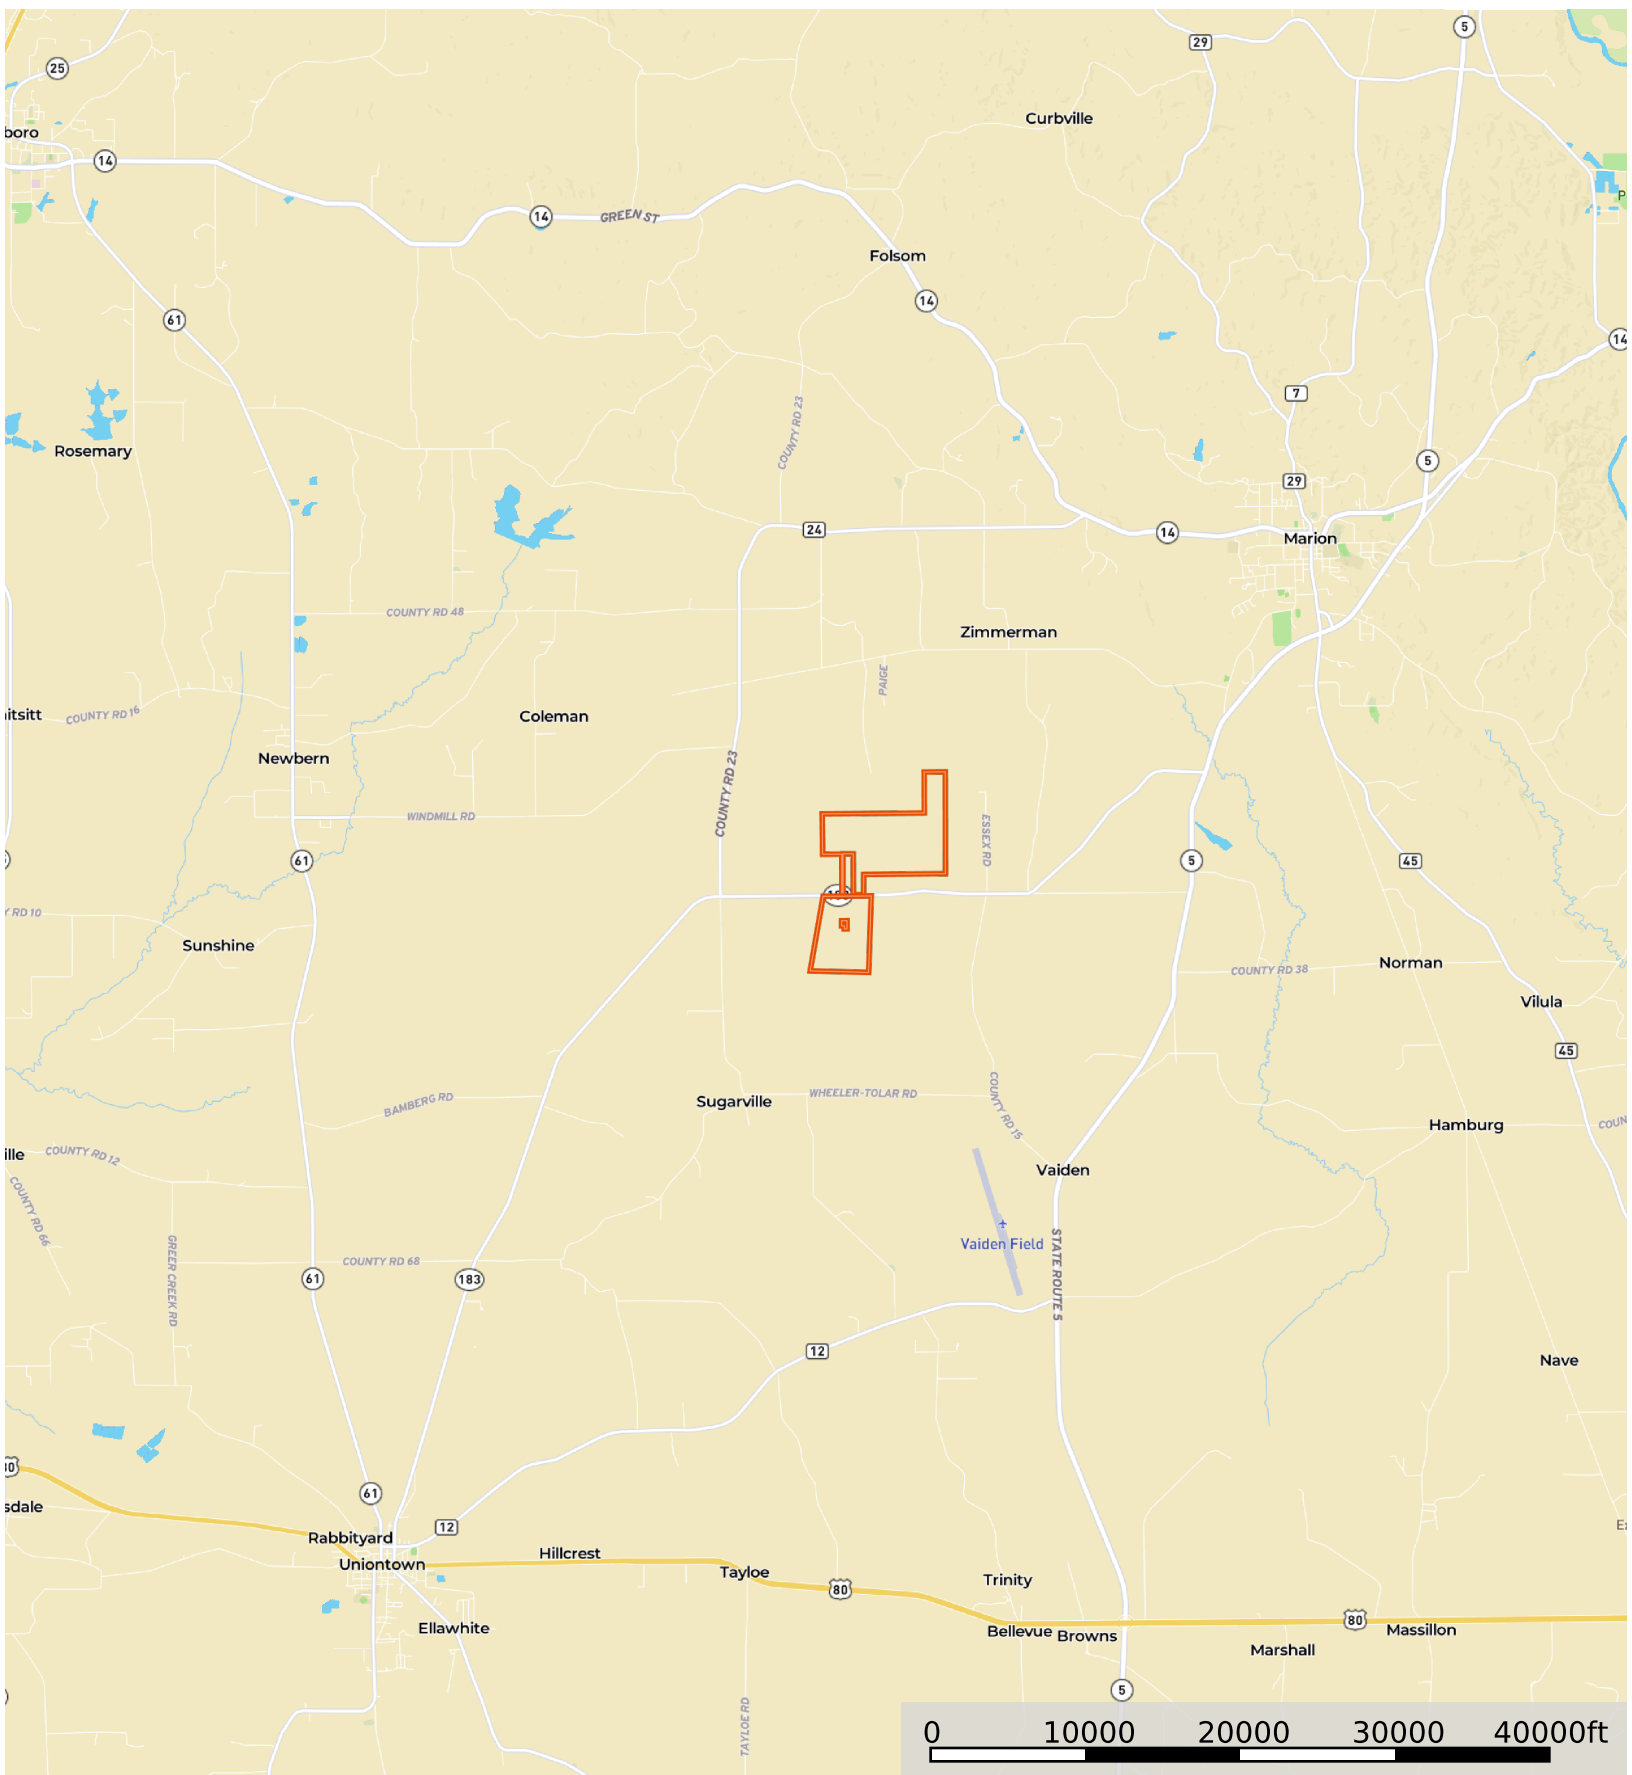 5
29
25
Curbville
boro
14
14
GREEN ST
Folsom
14
61
14
7
COUNTY RD 23
Rosemary
5
29
24
14
Marion
COUNTY RD 48
Zimmerman
PAIGE
itsitt
COUNTY RD 16
Coleman
Newbern
COUNTY RD 23
WINDMILL RD
ESSEX RD
61
5
45
RD 10
Sunshine
Norman
COUNTY RD 38
Vilula
45
COUNTY RD 15
WHEELER-TOLAR RD
BAMBERG RD
Sugarville
Hamburg
COUN
ille
COUNTY RD 12
Vaiden
COUNTY RD 66
GREER CREEK RD
Vaiden Field
STATE ROUTE 5
COUNTY RD 68
61
183
12
Nave
80
61
sdale
12
Rabbityard
Hillcrest
Uniontown
Tayloe
Trinity
80
80
Ellawhite
Bellevue
Browns
Massillon
Marshall
5
TAYLOE RD
0 10000 20000 30000 40000ft